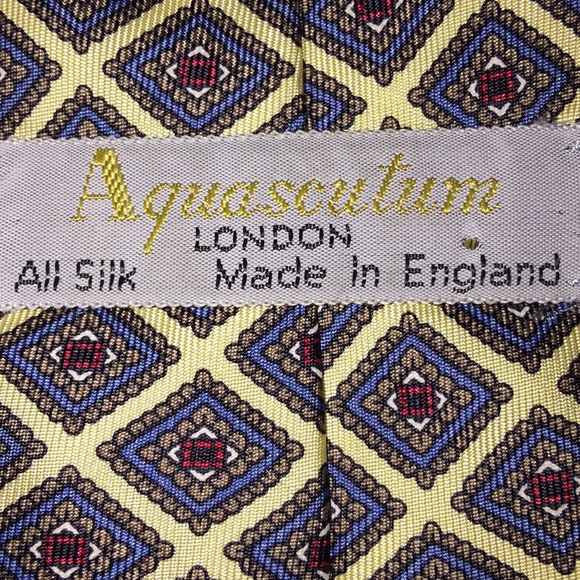 Aquascutum
LONDON
All Silk Made in England